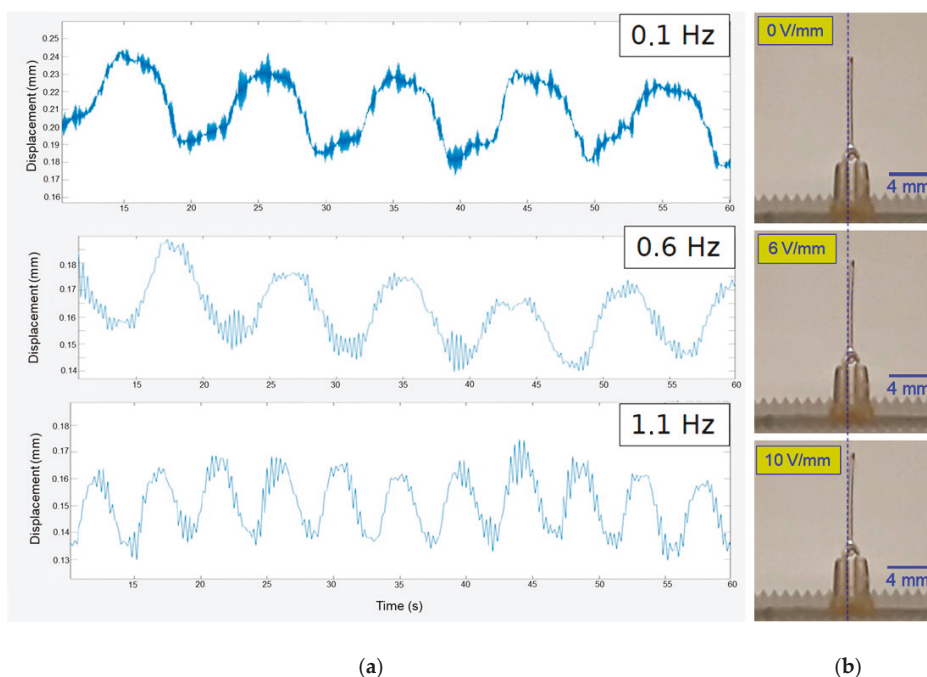 0.1 Hz
Displacement (mm)
0.25
0.24
0.23
0.22
0.21
0.20
0.19
0.18
0.17
0.16
15 20 25 30 35 40 45 50 55 60
0.6 Hz
Displacement (mm)
0.18
0.17
0.16
0.15
0.14
15 20 25 30 35 40 45 50 55 60
1.1 Hz
Displacement (mm)
0.18
0.17
0.16
0.15
0.14
0.13
15 20 25 30 35 40 45 50 55 60
Time (s)
(a)
0 V/mm
4 mm
6 V/mm
4 mm
10 V/mm
4 mm
(b)